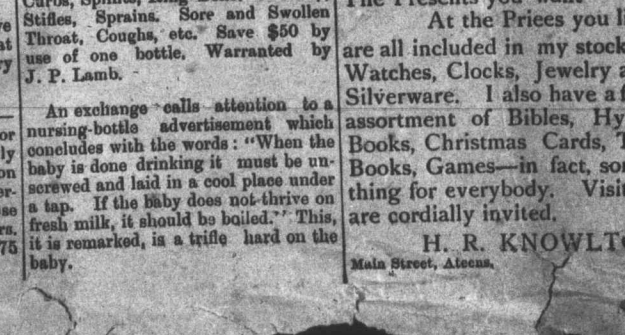 Stifles, Sprains. Sore and Swollen
Throat, Coughs, etc. Save $50 by
use of one bottle. Warranted by
J. P. Lamb.
An exchange calls attention to a
nursing-bottle advertisement which
concludes with the words: "When the
baby is done drinking it must be un-
screwed and laid in a cool place under
a tap. If the baby does not thrive on
fresh milk, it should be boiled." This,
it is remarked, is a trifle hard on the
baby.
At the Priees you
are all included in my stock
Watches, Clocks, Jewelry
Silverware. I also have a
assortment of Bibles,
Books, Christmas Cards,
Books, Games—in fact,
thing for everybody.
are cordially invited.
H. R.
Main Street, Ateens,